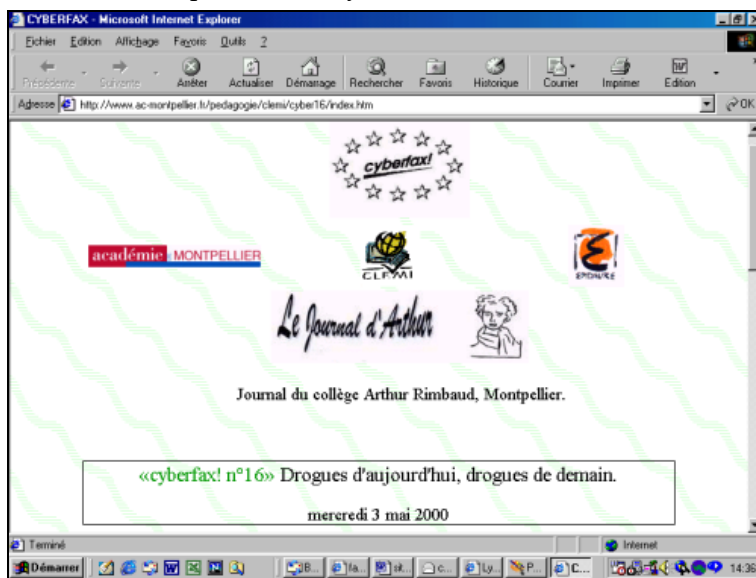 CYBERFAX - Microsoft Internet Explorer
Fichier Edition Affichage Favoris Outils ?
Précédente Suivante Arrêter Actualiser Démarrage Rechercher Favoris Historique Courrier Imprimer Edition
Adresse http://www.ac-montpellier.fr/pedagogie/clemi/cyber16/index.htm OK
cyberfax!
académie MONTPELLIER
CLEMI
Le Journal d'Arthur
Journal du collège Arthur Rimbaud, Montpellier.
«cyberfax! n°16» Drogues d'aujourd'hui, drogues de demain.
mercredi 3 mai 2000
Terminé Internet
Démarrer